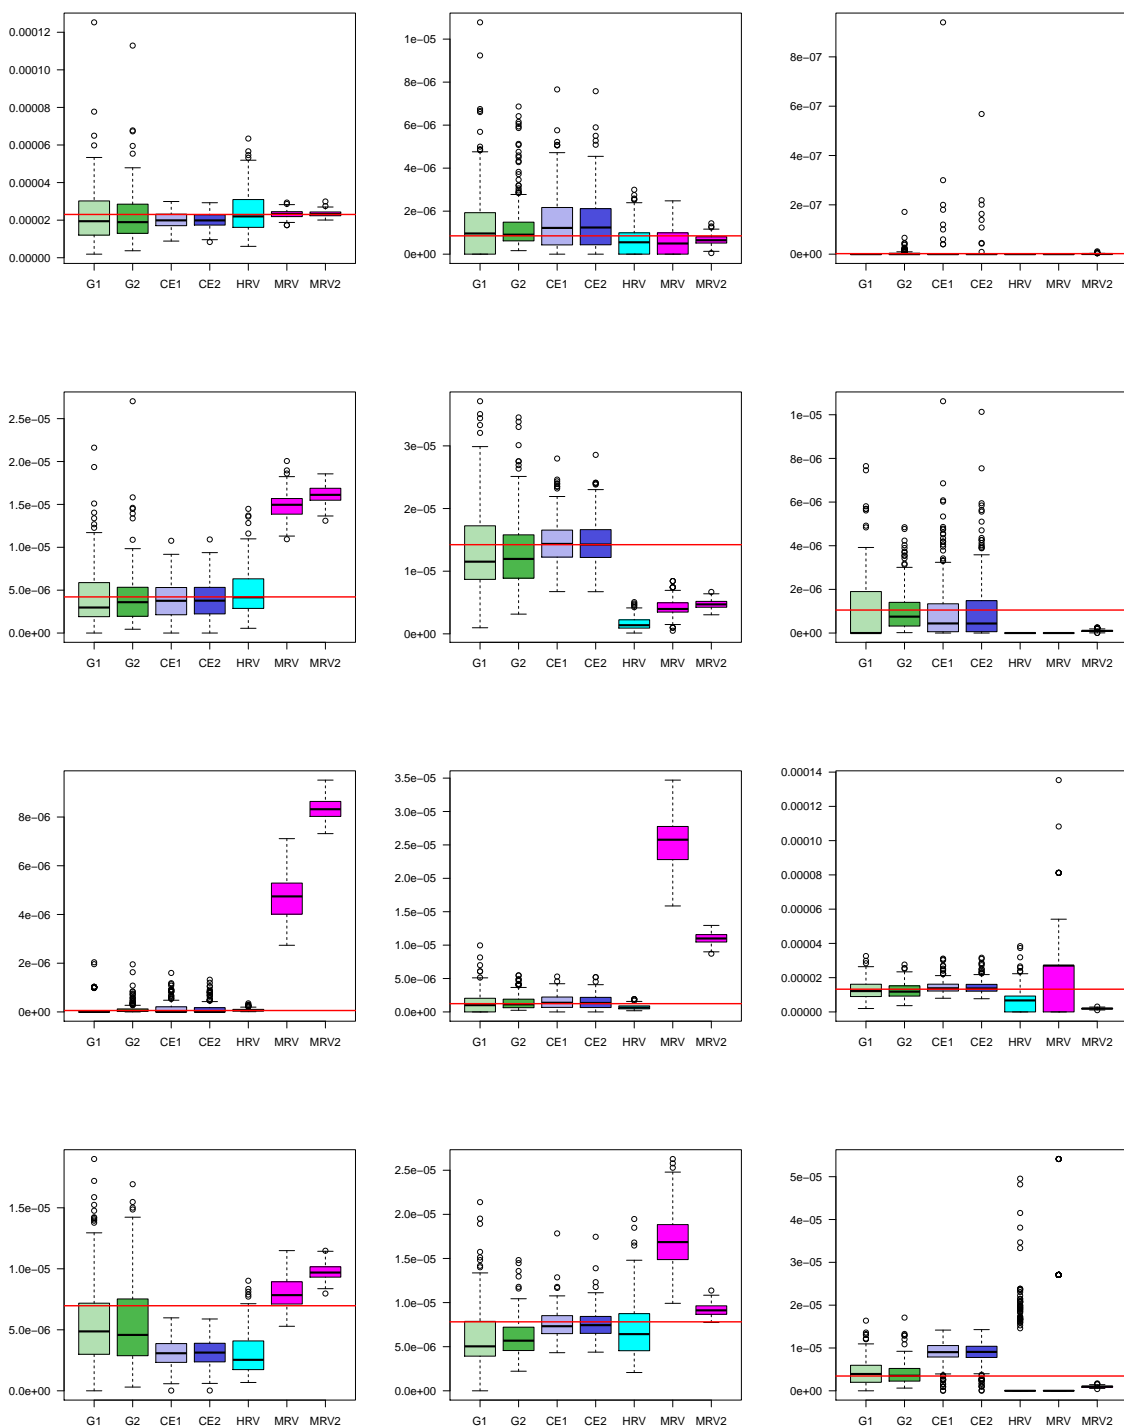 0.00012
0.00010
0.00008
0.00006
0.00004
0.00002
0.00000
G1 G2 CE1 CE2 HRV MRV MRV2
1e−05
8e−06
6e−06
4e−06
2e−06
0e+00
G1 G2 CE1 CE2 HRV MRV MRV2
8e−07
6e−07
4e−07
2e−07
0e+00
G1 G2 CE1 CE2 HRV MRV MRV2
2.5e−05
2.0e−05
1.5e−05
1.0e−05
5.0e−06
0.0e+00
G1 G2 CE1 CE2 HRV MRV MRV2
3e−05
2e−05
1e−05
0e+00
G1 G2 CE1 CE2 HRV MRV MRV2
1e−05
8e−06
6e−06
4e−06
2e−06
0e+00
G1 G2 CE1 CE2 HRV MRV MRV2
8e−06
6e−06
4e−06
2e−06
0e+00
G1 G2 CE1 CE2 HRV MRV MRV2
3.5e−05
3.0e−05
2.5e−05
2.0e−05
1.5e−05
1.0e−05
5.0e−06
0.0e+00
G1 G2 CE1 CE2 HRV MRV MRV2
0.00014
0.00012
0.00010
0.00008
0.00006
0.00004
0.00002
0.00000
G1 G2 CE1 CE2 HRV MRV MRV2
1.5e−05
1.0e−05
5.0e−06
0.0e+00
G1 G2 CE1 CE2 HRV MRV MRV2
2.5e−05
2.0e−05
1.5e−05
1.0e−05
5.0e−06
0.0e+00
G1 G2 CE1 CE2 HRV MRV MRV2
5e−05
4e−05
3e−05
2e−05
1e−05
0e+00
G1 G2 CE1 CE2 HRV MRV MRV2